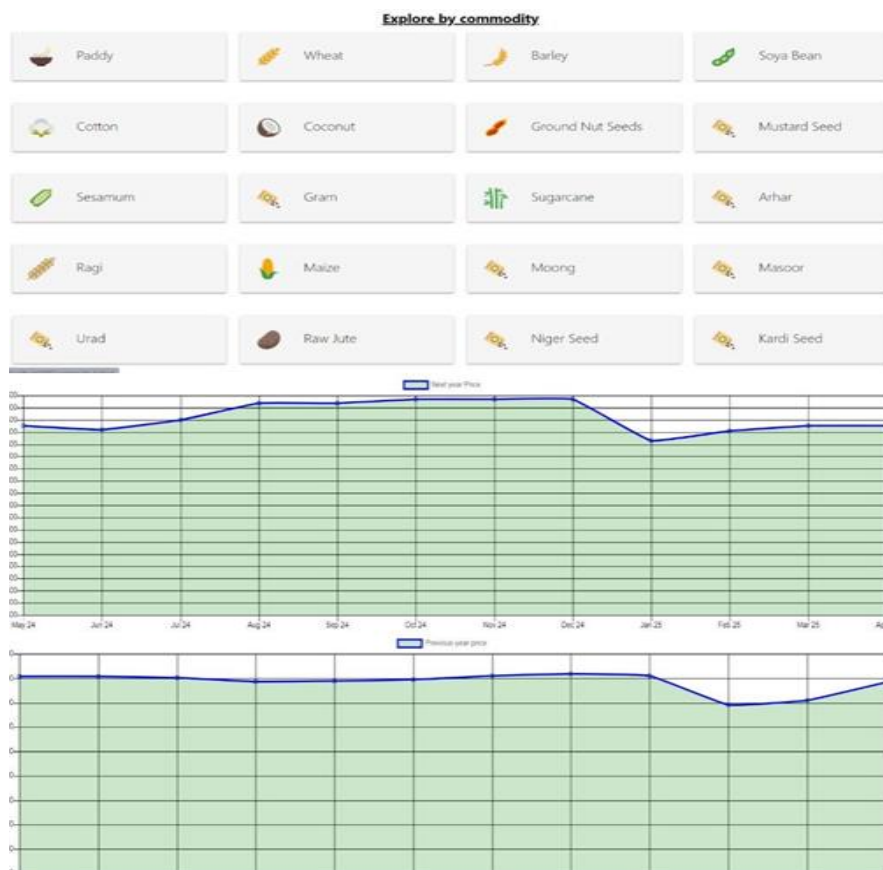 Explore by commodity
Paddy Wheat Barley Soya Bean
Cotton Coconut Ground Nut Seeds Mustard Seed
Sesamum Gram Sugarcane Arhar
Ragi Maize Moong Masoor
Urad Raw Jute Niger Seed Kardi Seed
Next year Price
May 24 Jun 24 Jul 24 Aug 24 Sep 24 Oct 24 Nov 24 Dec 24 Jan 25 Feb 25 Mar 25
Previous year price